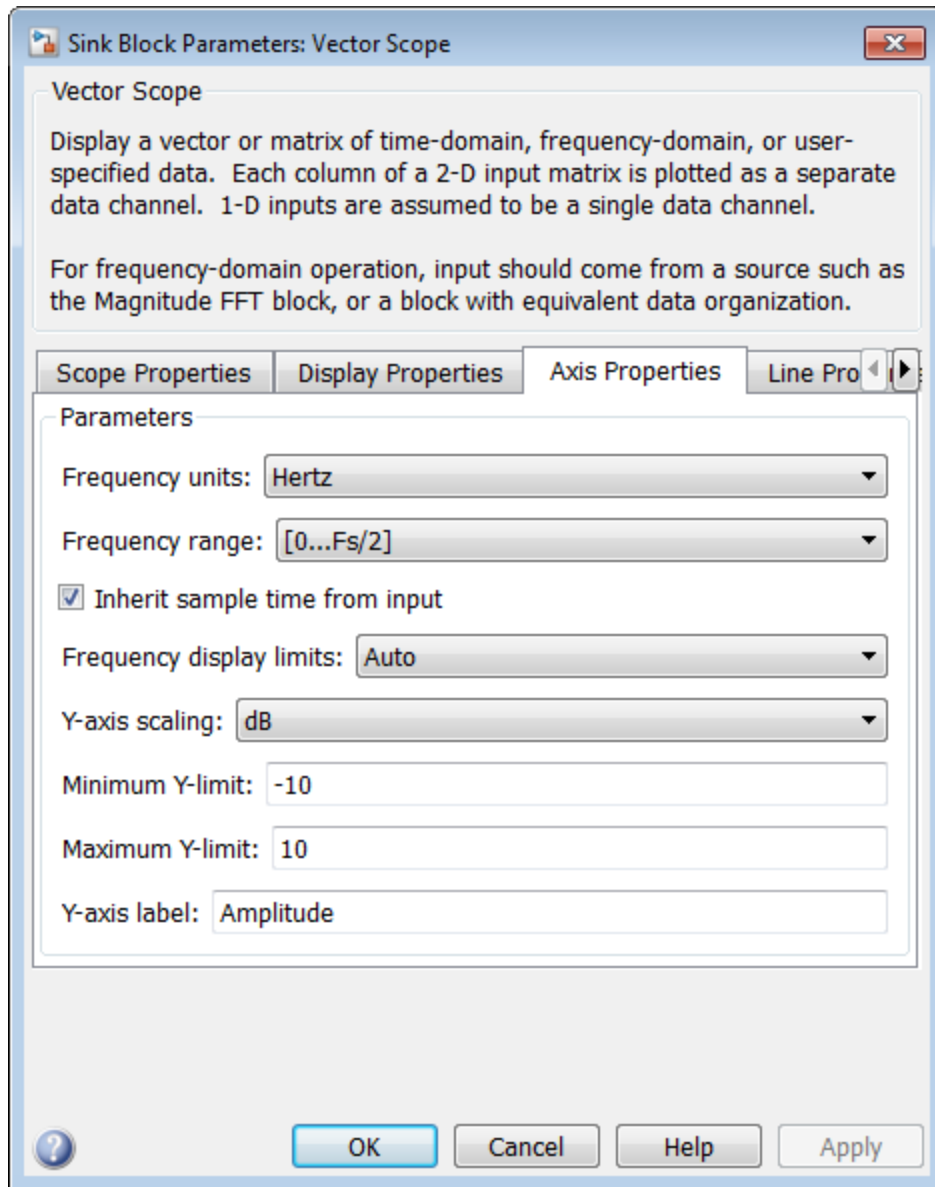 Sink Block Parameters: Vector Scope
Vector Scope
Display a vector or matrix of time-domain, frequency-domain, or user-
specified data.  Each column of a 2-D input matrix is plotted as a separate
data channel.  1-D inputs are assumed to be a single data channel.
For frequency-domain operation, input should come from a source such as
the Magnitude FFT block, or a block with equivalent data organization.
Scope Properties Display Properties Axis Properties Line
Parameters
Frequency units: Hertz
Frequency range: [0...Fs/2]
Inherit sample time from input
Frequency display limits: Auto
Y-axis scaling: dB
Minimum Y-limit: -10
Maximum Y-limit: 10
Y-axis label: Amplitude
? OK Cancel Help Apply